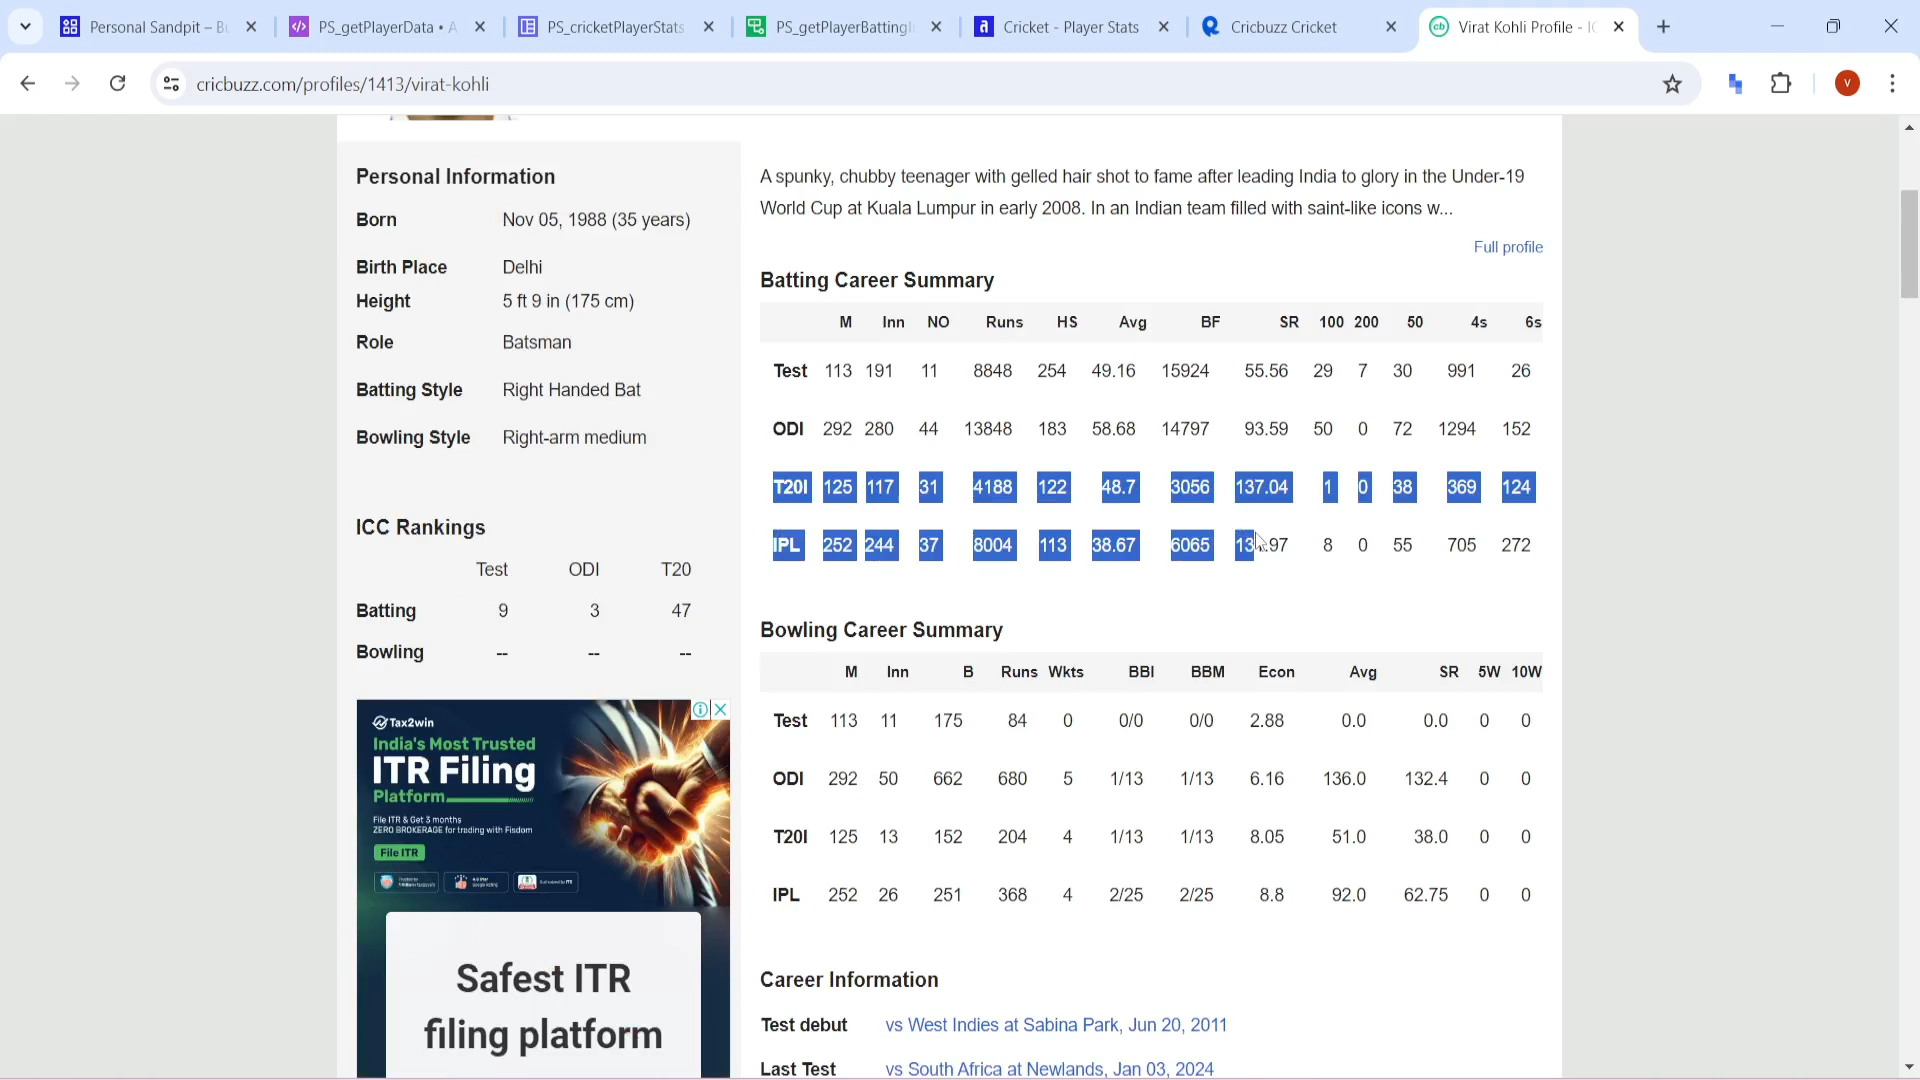 Personal Sandpit – B
PS_getPlayerData • A
PS_cricketPlayerStats
PS_getPlayerBattingI
Cricket - Player Stats
Cricbuzz Cricket
Virat Kohli Profile - IC
cricbuzz.com/profiles/1413/virat-kohli
V
Personal Information
Born Nov 05, 1988 (35 years)
Birth Place Delhi
Height 5 ft 9 in (175 cm)
Role Batsman
Batting Style Right Handed Bat
Bowling Style Right-arm medium
ICC Rankings
Test ODI T20
Batting 9 3 47
Bowling -- -- --
Tax2win
India's Most Trusted
ITR Filing
Platform
File ITR & Get 3 months
ZERO BROKERAGE for trading with Fisdom
File ITR
Safest ITR
filing platform
A spunky, chubby teenager with gelled hair shot to fame after leading India to glory in the Under-19
World Cup at Kuala Lumpur in early 2008. In an Indian team filled with saint-like icons w...
Full profile
Batting Career Summary
M Inn NO Runs HS Avg BF SR 100 200 50 4s 6s
Test 113 191 11 8848 254 49.16 15924 55.56 29 7 30 991 26
ODI 292 280 44 13848 183 58.68 14797 93.59 50 0 72 1294 152
T20I 125 117 31 4188 122 48.7 3056 137.04 1 0 38 369 124
IPL 252 244 37 8004 113 38.67 6065 8 0 55 705 272
Bowling Career Summary
M Inn B Runs Wkts BBI BBM Econ Avg SR 5W 10W
Test 113 11 175 84 0 0/0 0/0 2.88 0.0 0.0 0 0
ODI 292 50 662 680 5 1/13 1/13 6.16 136.0 132.4 0 0
T20I 125 13 152 204 4 1/13 1/13 8.05 51.0 38.0 0 0
IPL 252 26 251 368 4 2/25 2/25 8.8 92.0 62.75 0 0
Career Information
Test debut vs West Indies at Sabina Park, Jun 20, 2011
Last Test vs South Africa at Newlands, Jan 03, 2024